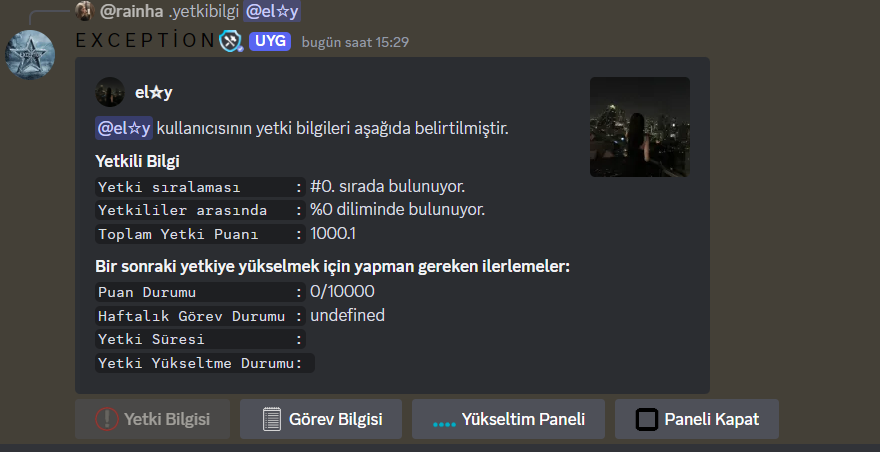 @rainha .yetkibilgi @el☆y
E X C E P T İ O N UYG bugün saat 15:29
el☆y
@el☆y kullanıcısının yetki bilgileri aşağıda belirtilmiştir.
Yetkili Bilgi
Yetki sıralaması : #0. sırada bulunuyor.
Yetkililer arasında : %0 diliminde bulunuyor.
Toplam Yetki Puanı : 1000.1
Bir sonraki yetkiye yükselmek için yapman gereken ilerlemeler:
Puan Durumu : 0/10000
Haftalık Görev Durumu : undefined
Yetki Süresi :
Yetki Yükseltme Durumu:
Yetki Bilgisi Görev Bilgisi Yükseltim Paneli Paneli Kapat